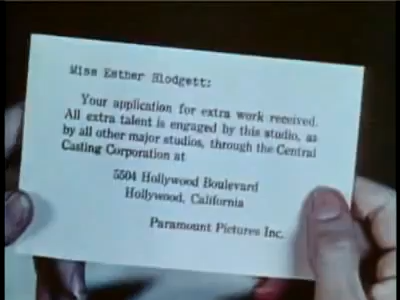 Miss Esther Blodgett:
Your application for extra work received.
All extra talent is engaged by this studio, as
by all other major studios, through the Central
Casting Corporation at
5504 Hollywood Boulevard
Hollywood, California
Paramount Pictures Inc.